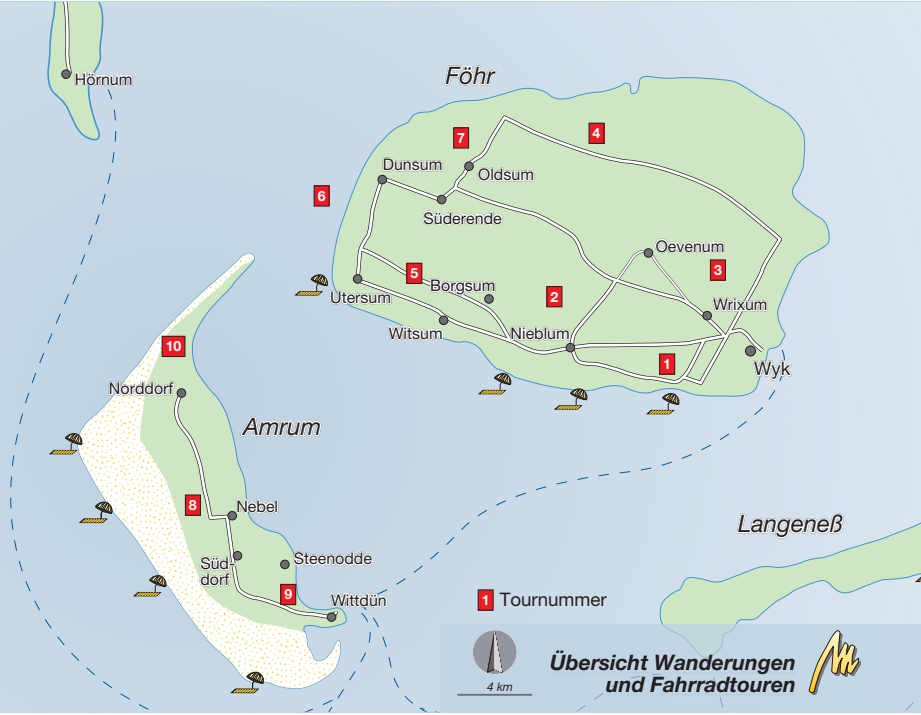 Hörnum
Föhr
7
4
Dunsum
Oldsum
6
Süderende
Oevenum
3
5
Borgsum
2
Utersum
Wrixum
Witsum
Nieblum
10
1
Wyk
Norddorf
Amrum
8
Nebel
Langeneß
Süd-
dorf
Steenodde
9
Wittdün
1 Tournummer
Übersicht Wanderungen
und Fahrradtouren
4 km